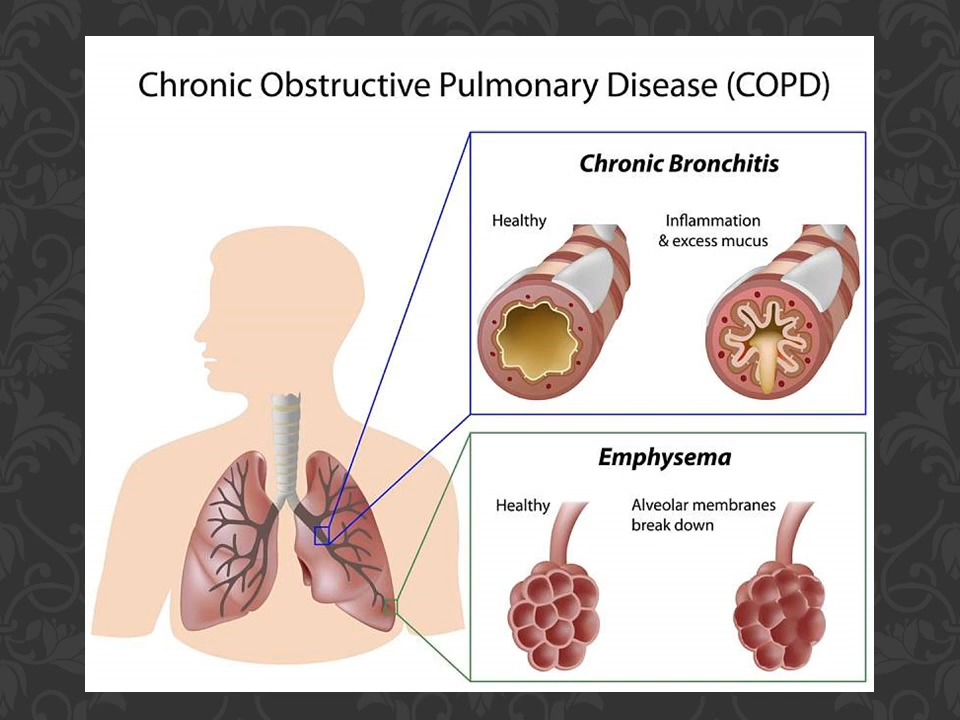 Chronic Obstructive Pulmonary Disease (COPD)
Chronic Bronchitis
Healthy
Inflammation
& excess mucus
Emphysema
Healthy
Alveolar membranes
break down